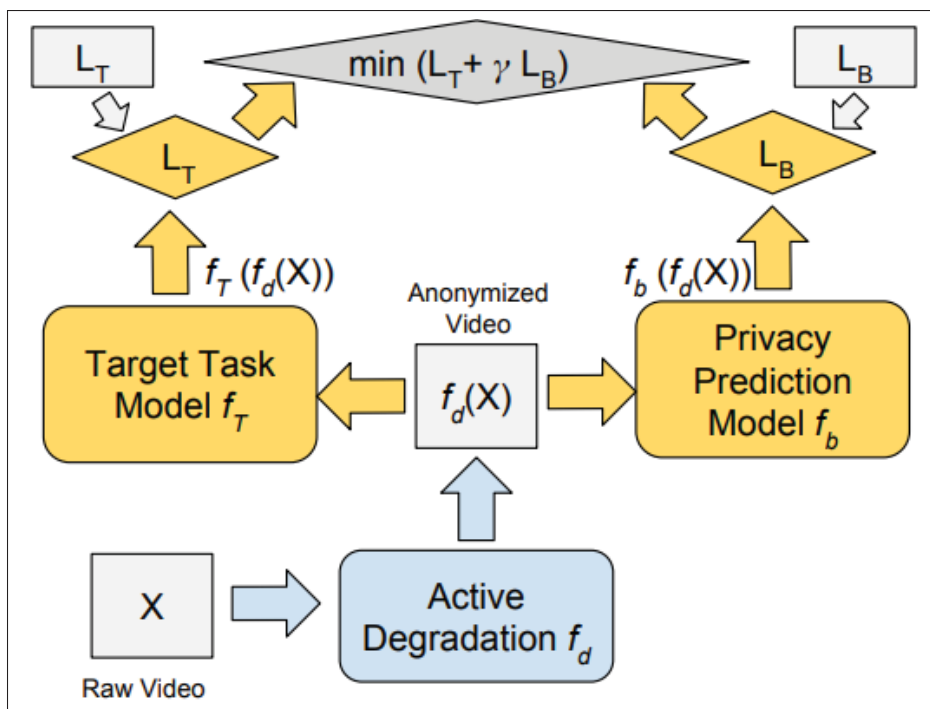 L_T
min (L_T + γ L_B)
L_B
L_T
L_B
f_T (f_d(X))
f_b (f_d(X))
Anonymized
Video
Target Task
Model f_T
f_d(X)
Privacy
Prediction
Model f_b
X
Active
Degradation f_d
Raw Video